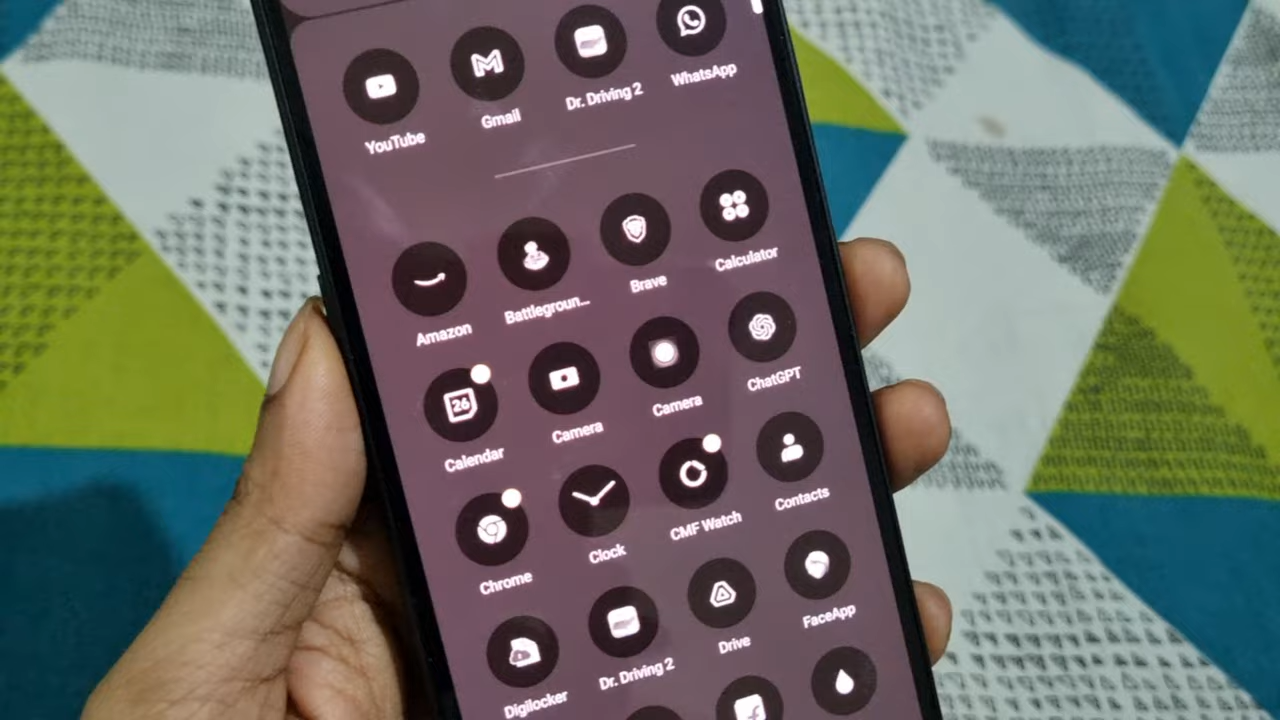 YouTube
Gmail
Dr. Driving 2
WhatsApp
Amazon
Battlegroun...
Brave
Calculator
26
Calendar
Camera
Camera
ChatGPT
Chrome
Clock
CMF Watch
Contacts
Digilocker
Dr. Driving 2
Drive
FaceApp